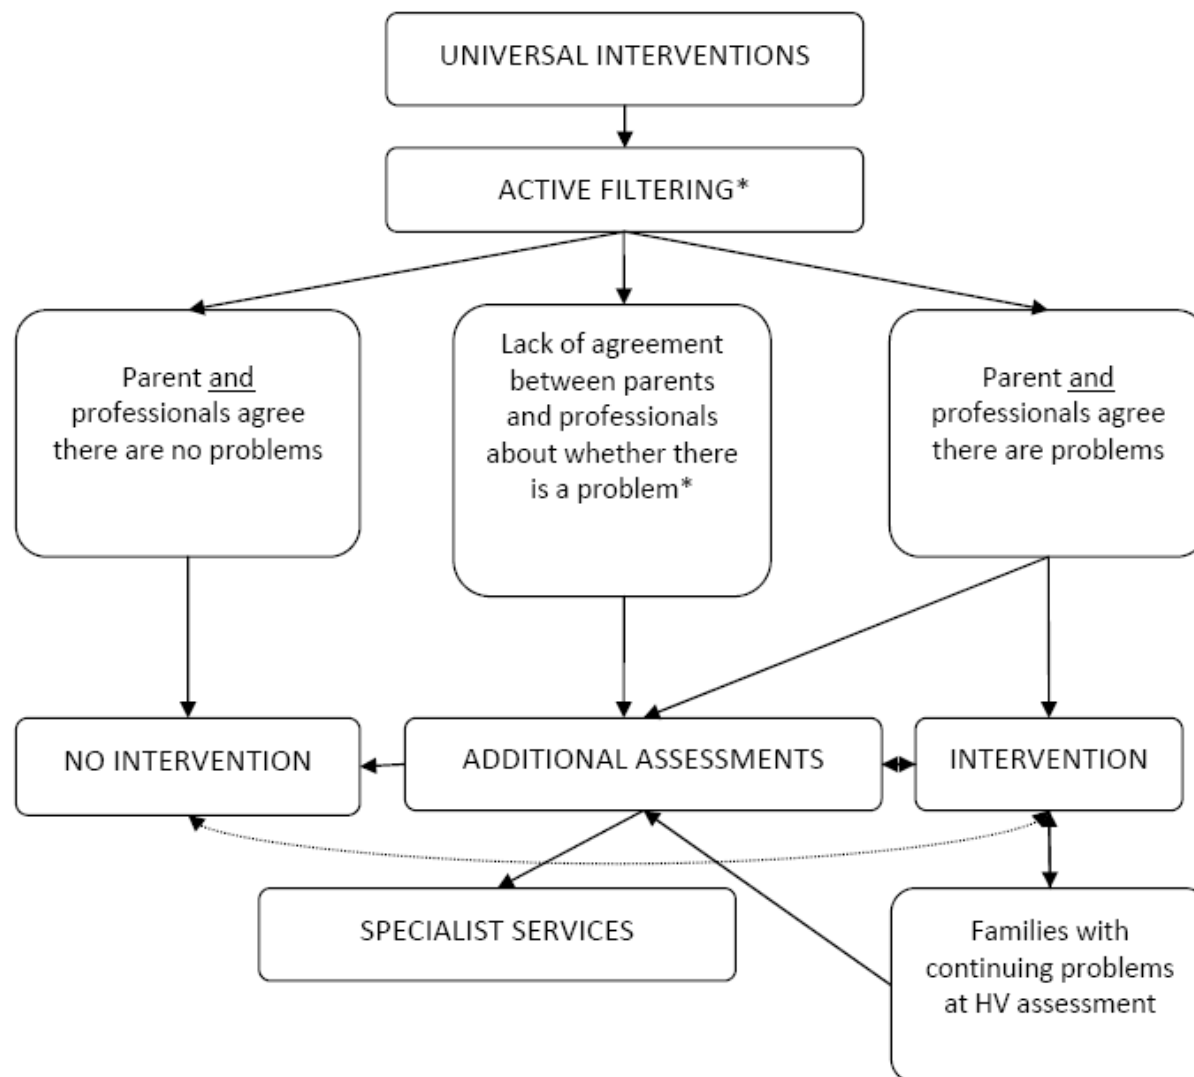 UNIVERSAL INTERVENTIONS
ACTIVE FILTERING*
Parent and
professionals agree
there are no problems
Lack of agreement
between parents
and professionals
about whether there
is a problem*
Parent and
professionals agree
there are problems
NO INTERVENTION
ADDITIONAL ASSESSMENTS
INTERVENTION
SPECIALIST SERVICES
Families with
continuing problems
at HV assessment